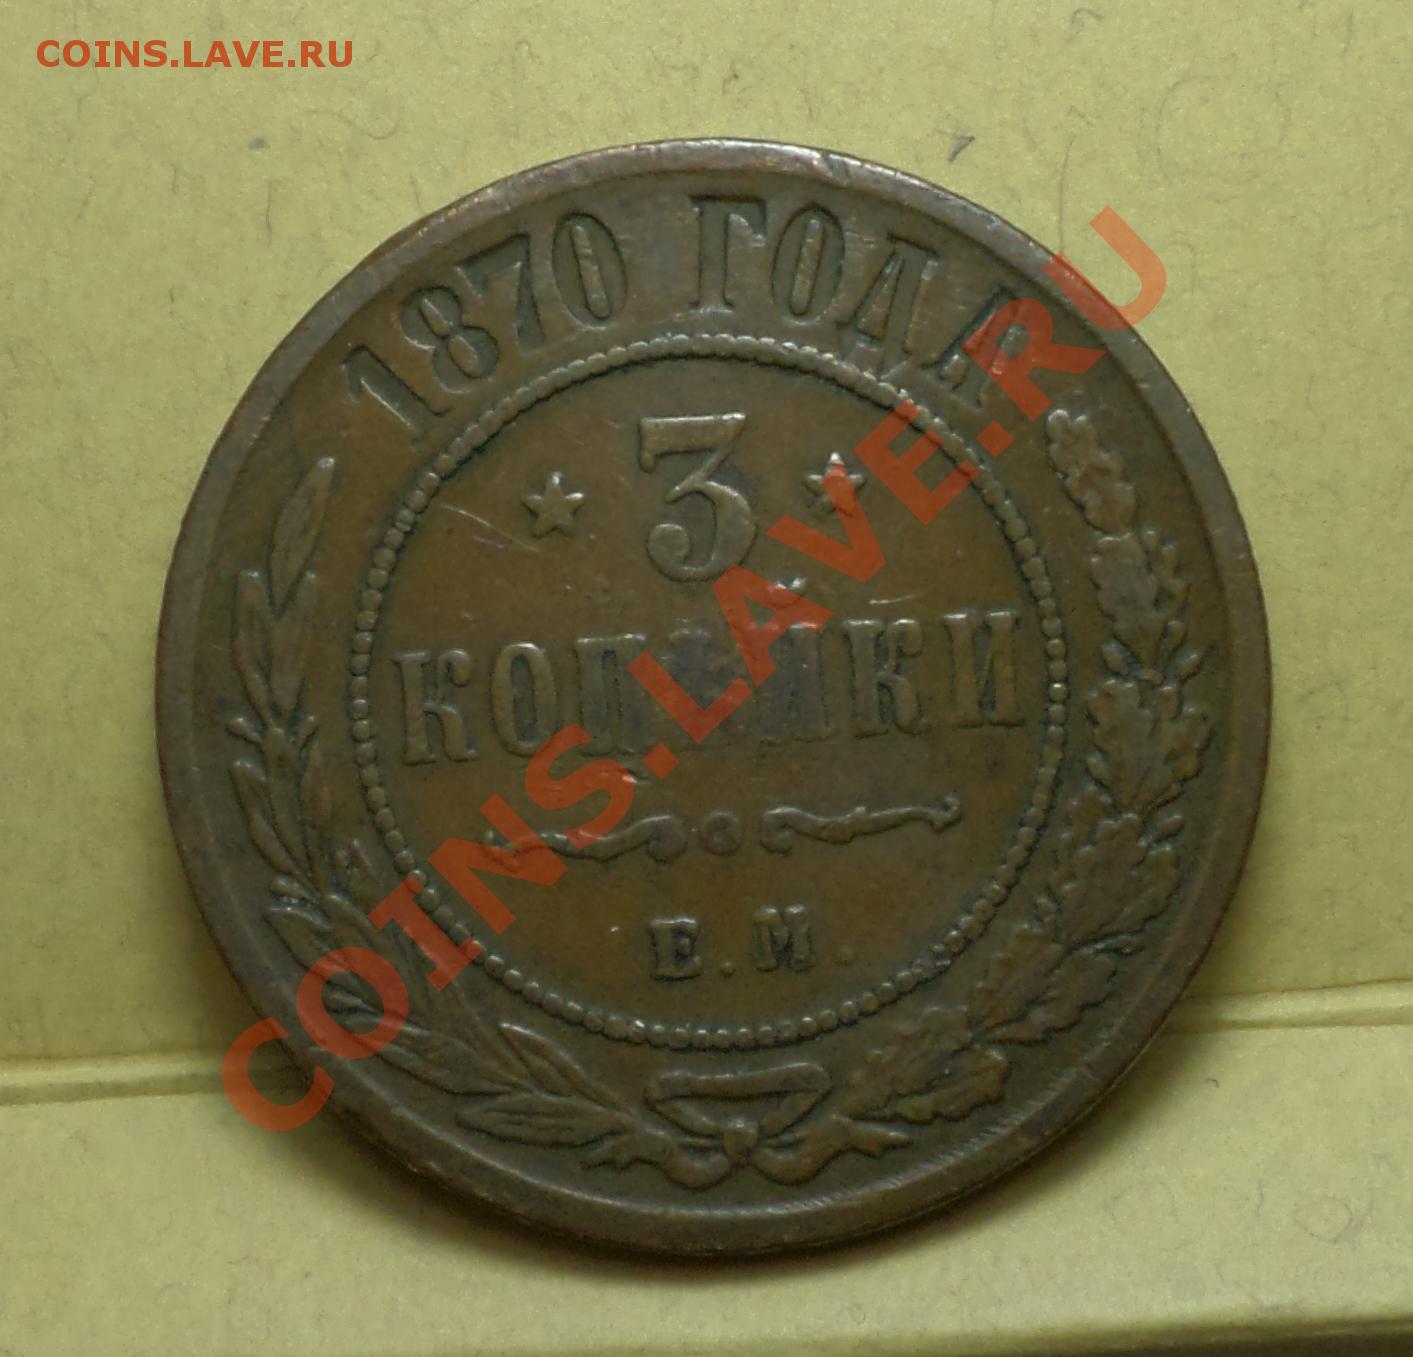 COINS.LAVE.RU
1870 ГОДА
3
КОПѢЙКИ
Е.М.
COINS.LAVE.RU